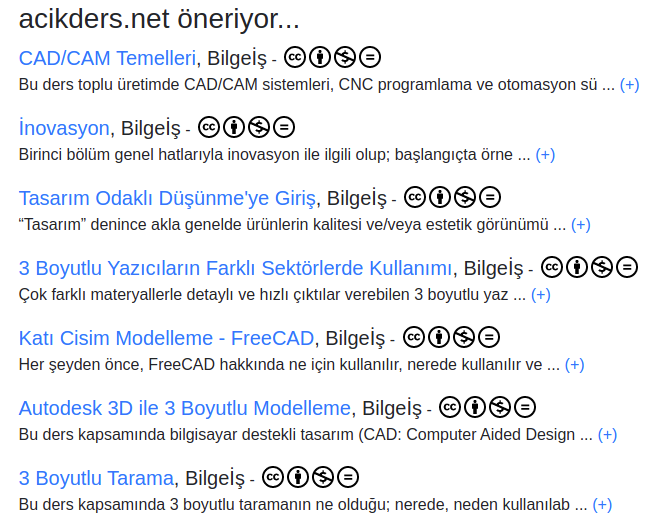 acikders.net öneriyor...
CAD/CAM Temelleri, Bilgeİş -
Bu ders toplu üretimde CAD/CAM sistemleri, CNC programlama ve otomasyon sü ... (+)
İnovasyon, Bilgeİş -
Birinci bölüm genel hatlarıyla inovasyon ile ilgili olup; başlangıçta örne ... (+)
Tasarım Odaklı Düşünme'ye Giriş, Bilgeİş -
“Tasarım” denince akla genelde ürünlerin kalitesi ve/veya estetik görünümü ... (+)
3 Boyutlu Yazıcıların Farklı Sektörlerde Kullanımı, Bilgeİş -
Çok farklı materyallerle detaylı ve hızlı çıktılar verebilen 3 boyutlu yaz ... (+)
Katı Cisim Modelleme - FreeCAD, Bilgeİş -
Her şeyden önce, FreeCAD hakkında ne için kullanılır, nerede kullanılır ve ... (+)
Autodesk 3D ile 3 Boyutlu Modelleme, Bilgeİş -
Bu ders kapsamında bilgisayar destekli tasarım (CAD: Computer Aided Design ... (+)
3 Boyutlu Tarama, Bilgeİş -
Bu ders kapsamında 3 boyutlu taramanın ne olduğu; nerede, neden kullanılab ... (+)